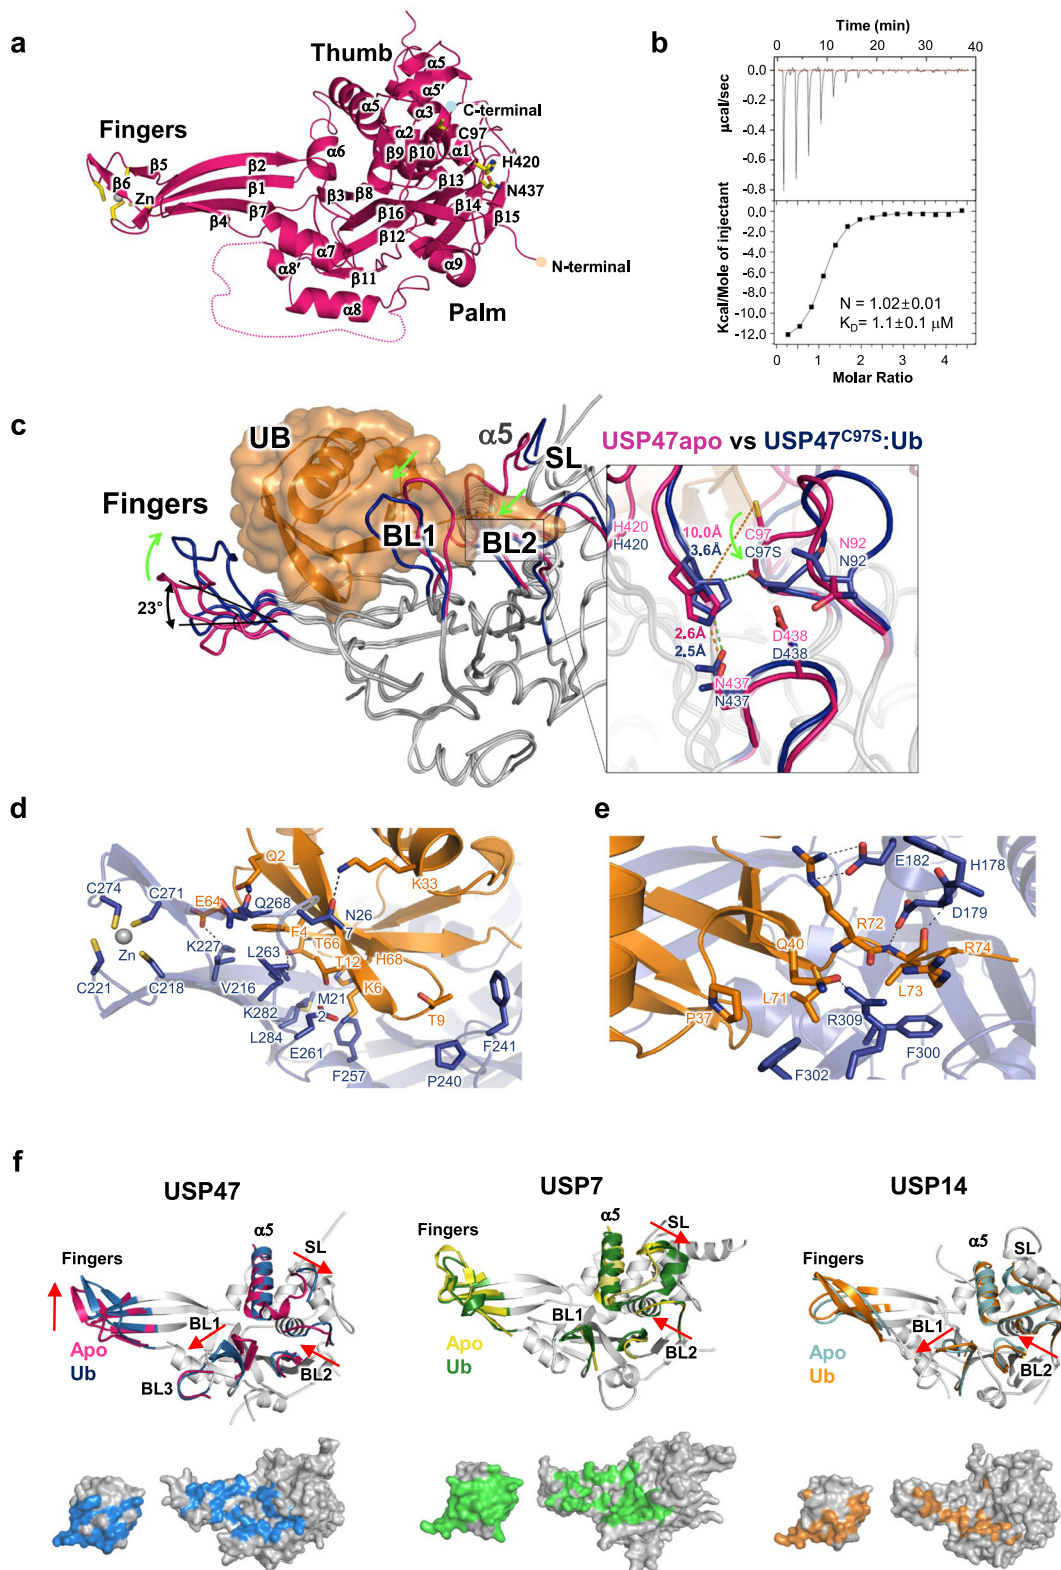 a
Thumb
Fingers
Palm
α5
α5′
α5
α3
C-terminal
α2
C97
α6
β9
β10
α1
H420
β5
β2
β6
Zn
β1
β3
β8
β13
N437
β7
β16
β14
β15
β4
β12
α7
α8′
β11
α9
N-terminal
α8
b
Time (min)
0
10
20
30
40
0.0
-0.2
-0.4
-0.6
-0.8
µcal/sec
0.0
-2.0
-4.0
-6.0
-8.0
-10.0
-12.0
Kcal/Mole of injectant
N = 1.02±0.01
K_D= 1.1±0.1 µM
0
1
2
3
4
Molar Ratio
c
UB
α5
SL
Fingers
BL1
BL2
23°
USP47apo vs USP47^C97S:Ub
H420
H420
10.0Å
3.6Å
C97
C97S
N92
N92
2.6Å
2.5Å
D438
D438
N437
N437
d
Q2
K33
C274
C271
E64
Q268
N26
7
F4
T66
Zn
K227
L263
T12
H68
C221
C218
V216
K6
K282
M21
2
T9
L284
E261
F241
F257
P240
e
E182
H178
D179
R72
Q40
R74
L71
L73
P37
R309
F300
F302
f
USP47
USP7
USP14
α5
SL
Fingers
BL1
Apo
Ub
BL3
BL2
α5
SL
Fingers
BL1
Apo
Ub
BL2
α5
SL
Fingers
BL1
Apo
Ub
BL2